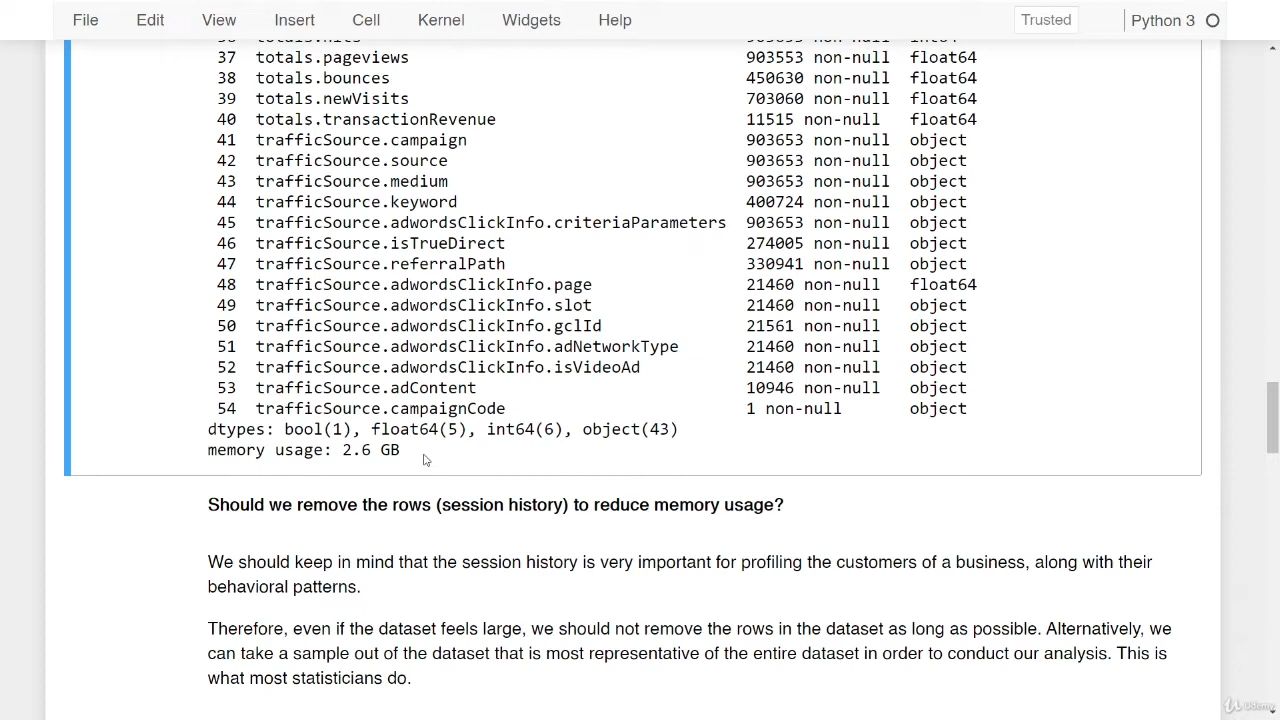 File Edit View Insert Cell Kernel Widgets Help Trusted Python 3
36 totals.hits 903653 non-null int64
37 totals.pageviews 903653 non-null float64
38 totals.bounces 450630 non-null float64
39 totals.newVisits 703060 non-null float64
40 totals.transactionRevenue 11515 non-null float64
41 trafficSource.campaign 903653 non-null object
42 trafficSource.source 903653 non-null object
43 trafficSource.medium 903653 non-null object
44 trafficSource.keyword 400724 non-null object
45 trafficSource.adwordsClickInfo.criteriaParameters 903653 non-null object
46 trafficSource.isTrueDirect 274005 non-null object
47 trafficSource.referralPath 330941 non-null object
48 trafficSource.adwordsClickInfo.page 21460 non-null float64
49 trafficSource.adwordsClickInfo.slot 21460 non-null object
50 trafficSource.adwordsClickInfo.gclId 21561 non-null object
51 trafficSource.adwordsClickInfo.adNetworkType 21460 non-null object
52 trafficSource.adwordsClickInfo.isVideoAd 21460 non-null object
53 trafficSource.adContent 10946 non-null object
54 trafficSource.campaignCode 1 non-null object
dtypes: bool(1), float64(5), int64(6), object(43)
memory usage: 2.6 GB
Should we remove the rows (session history) to reduce memory usage?
We should keep in mind that the session history is very important for profiling the customers of a business, along with their
behavioral patterns.
Therefore, even if the dataset feels large, we should not remove the rows in the dataset as long as possible. Alternatively, we
can take a sample out of the dataset that is most representative of the entire dataset in order to conduct our analysis. This is
what most statisticians do.
Udemy